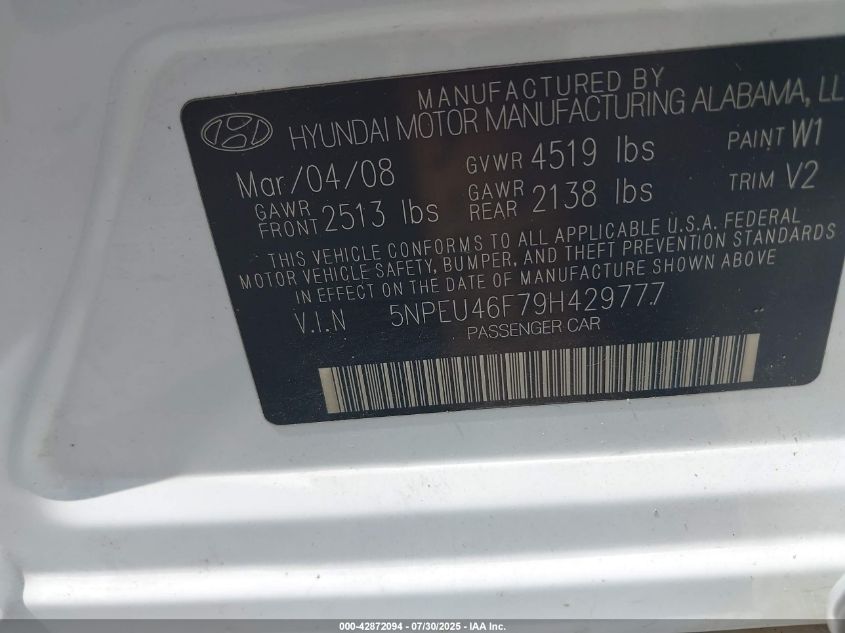 MANUFACTURED BY
HYUNDAI MOTOR MANUFACTURING ALABAMA, LL
Mar/04/08 GVWR 4519 lbs PAINT W1
GAWR FRONT 2513 lbs GAWR REAR 2138 lbs TRIM V2
THIS VEHICLE CONFORMS TO ALL APPLICABLE U.S.A. FEDERAL
MOTOR VEHICLE SAFETY, BUMPER, AND THEFT PREVENTION STANDARDS
IN EFFECT ON THE DATE OF MANUFACTURE SHOWN ABOVE
V.I.N 5NPEU46F79H429777
PASSENGER CAR
000-42872094 - 07/30/2025 - IAA Inc.